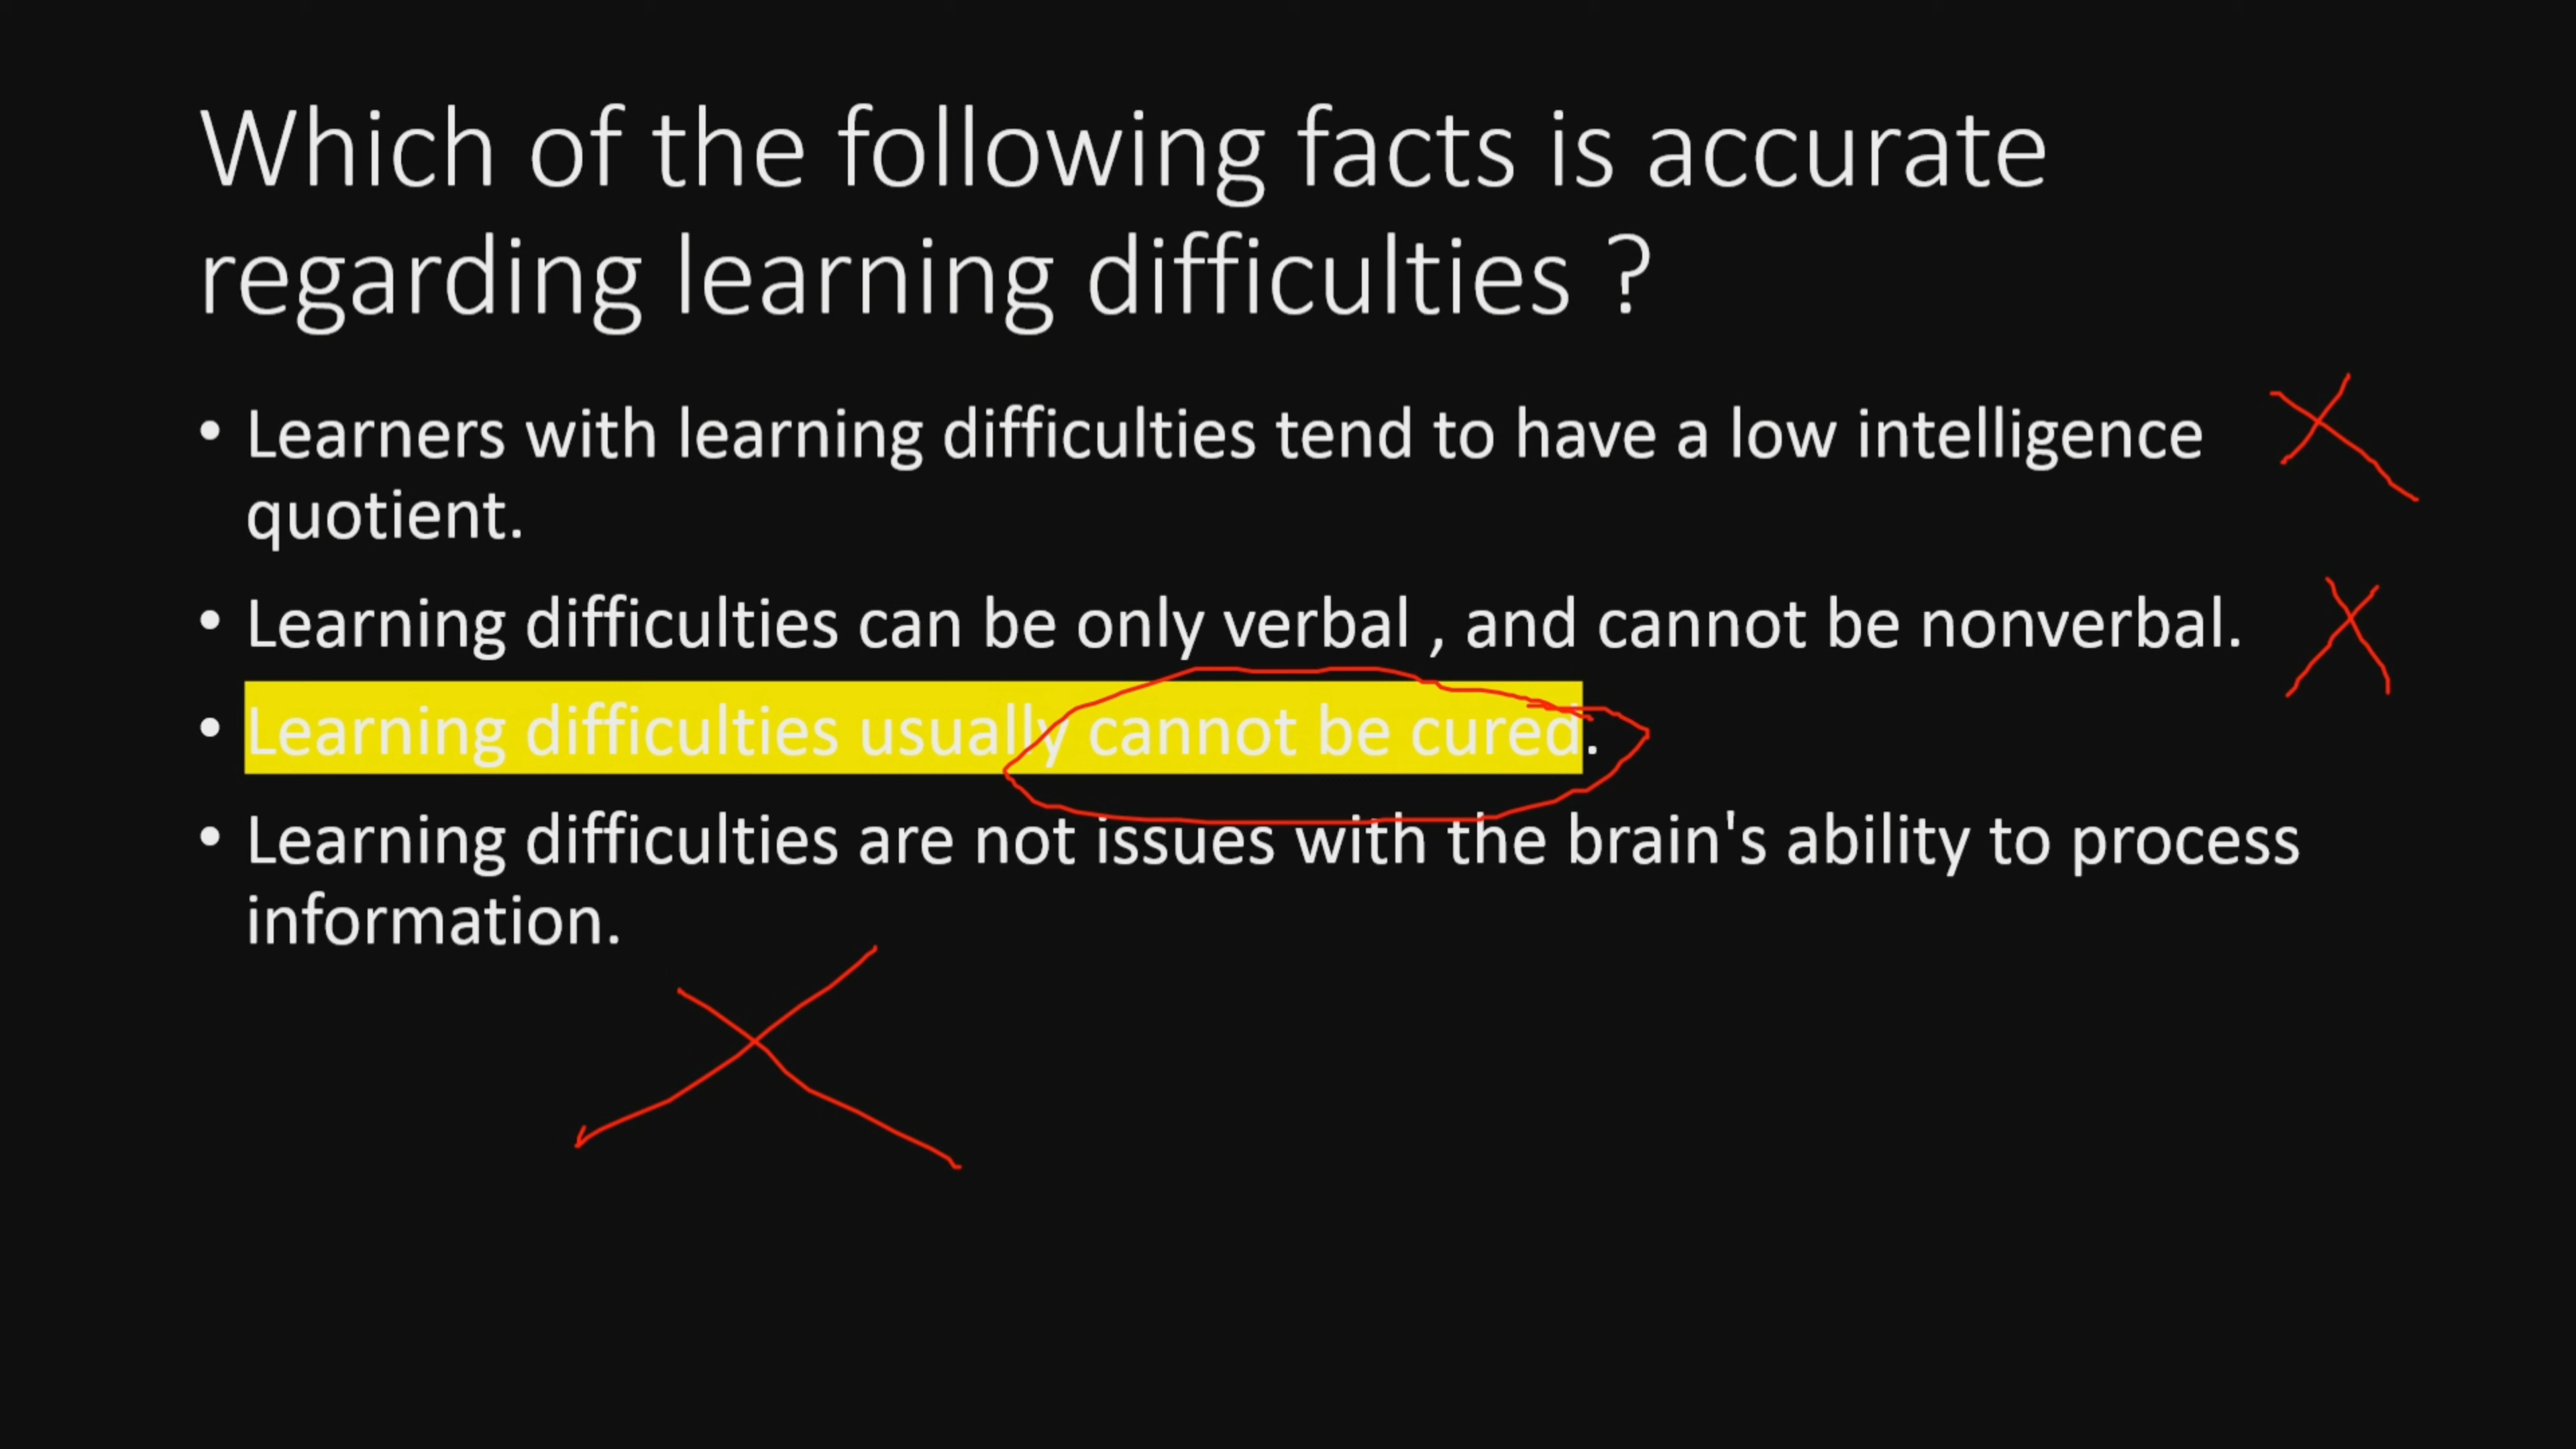 Which of the following facts is accurate
regarding learning difficulties ?
• Learners with learning difficulties tend to have a low intelligence
quotient.
• Learning difficulties can be only verbal , and cannot be nonverbal.
• Learning difficulties usually cannot be cured.
• Learning difficulties are not issues with the brain's ability to process
information.